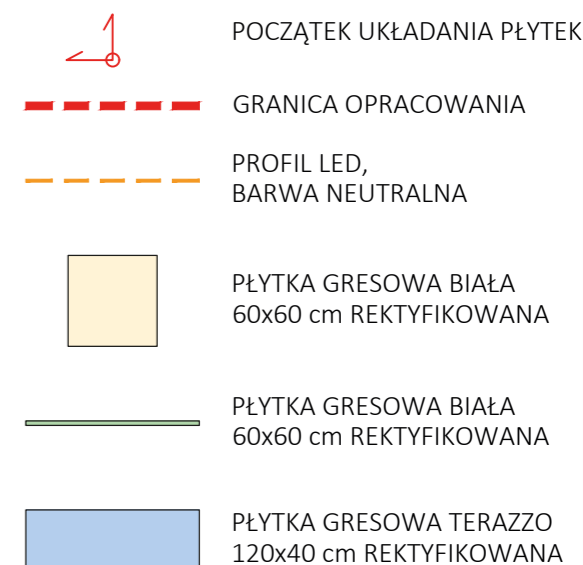 POCZĄTEK UKŁADANIA PŁYTEK
GRANICA OPRACOWANIA
PROFIL LED,
BARWA NEUTRALNA
PŁYTKA GRESOWA BIAŁA
60x60 cm REKTYFIKOWANA
PŁYTKA GRESOWA BIAŁA
60x60 cm REKTYFIKOWANA
PŁYTKA GRESOWA TERAZZO
120x40 cm REKTYFIKOWANA